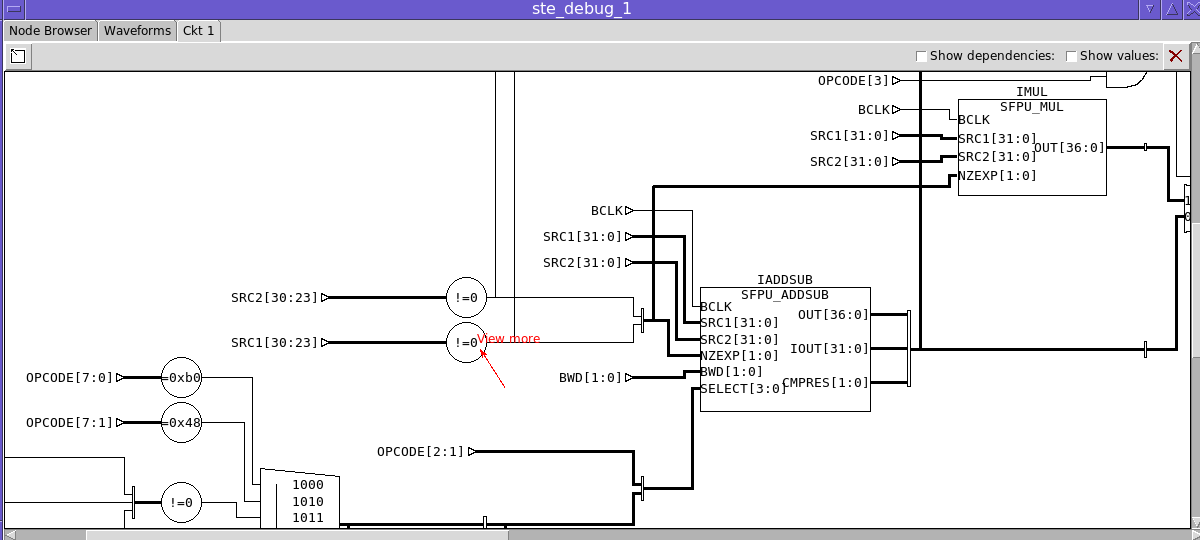 ste_debug_1
Node Browser Waveforms Ckt 1
Show dependencies: Show values:
OPCODE[3]
IMUL
SFPU_MUL
BCLK
BCLK
SRC1[31:0]
SRC1[31:0]
OUT[36:0]
SRC2[31:0]
SRC2[31:0]
NZEXP[1:0]
1
0
BCLK
SRC1[31:0]
SRC2[31:0]
IADDSUB
SFPU_ADDSUB
SRC2[30:23]
!=0
BCLK
OUT[36:0]
SRC1[31:0]
SRC1[30:23]
!=0
View more
SRC2[31:0]
IOUT[31:0]
NZEXP[1:0]
OPCODE[7:0]
=0xb0
BWD[1:0]
BWD[1:0]
SELECT[3:0]
CMPRES[1:0]
OPCODE[7:1]
=0x48
OPCODE[2:1]
1000
!=0
1010
1011